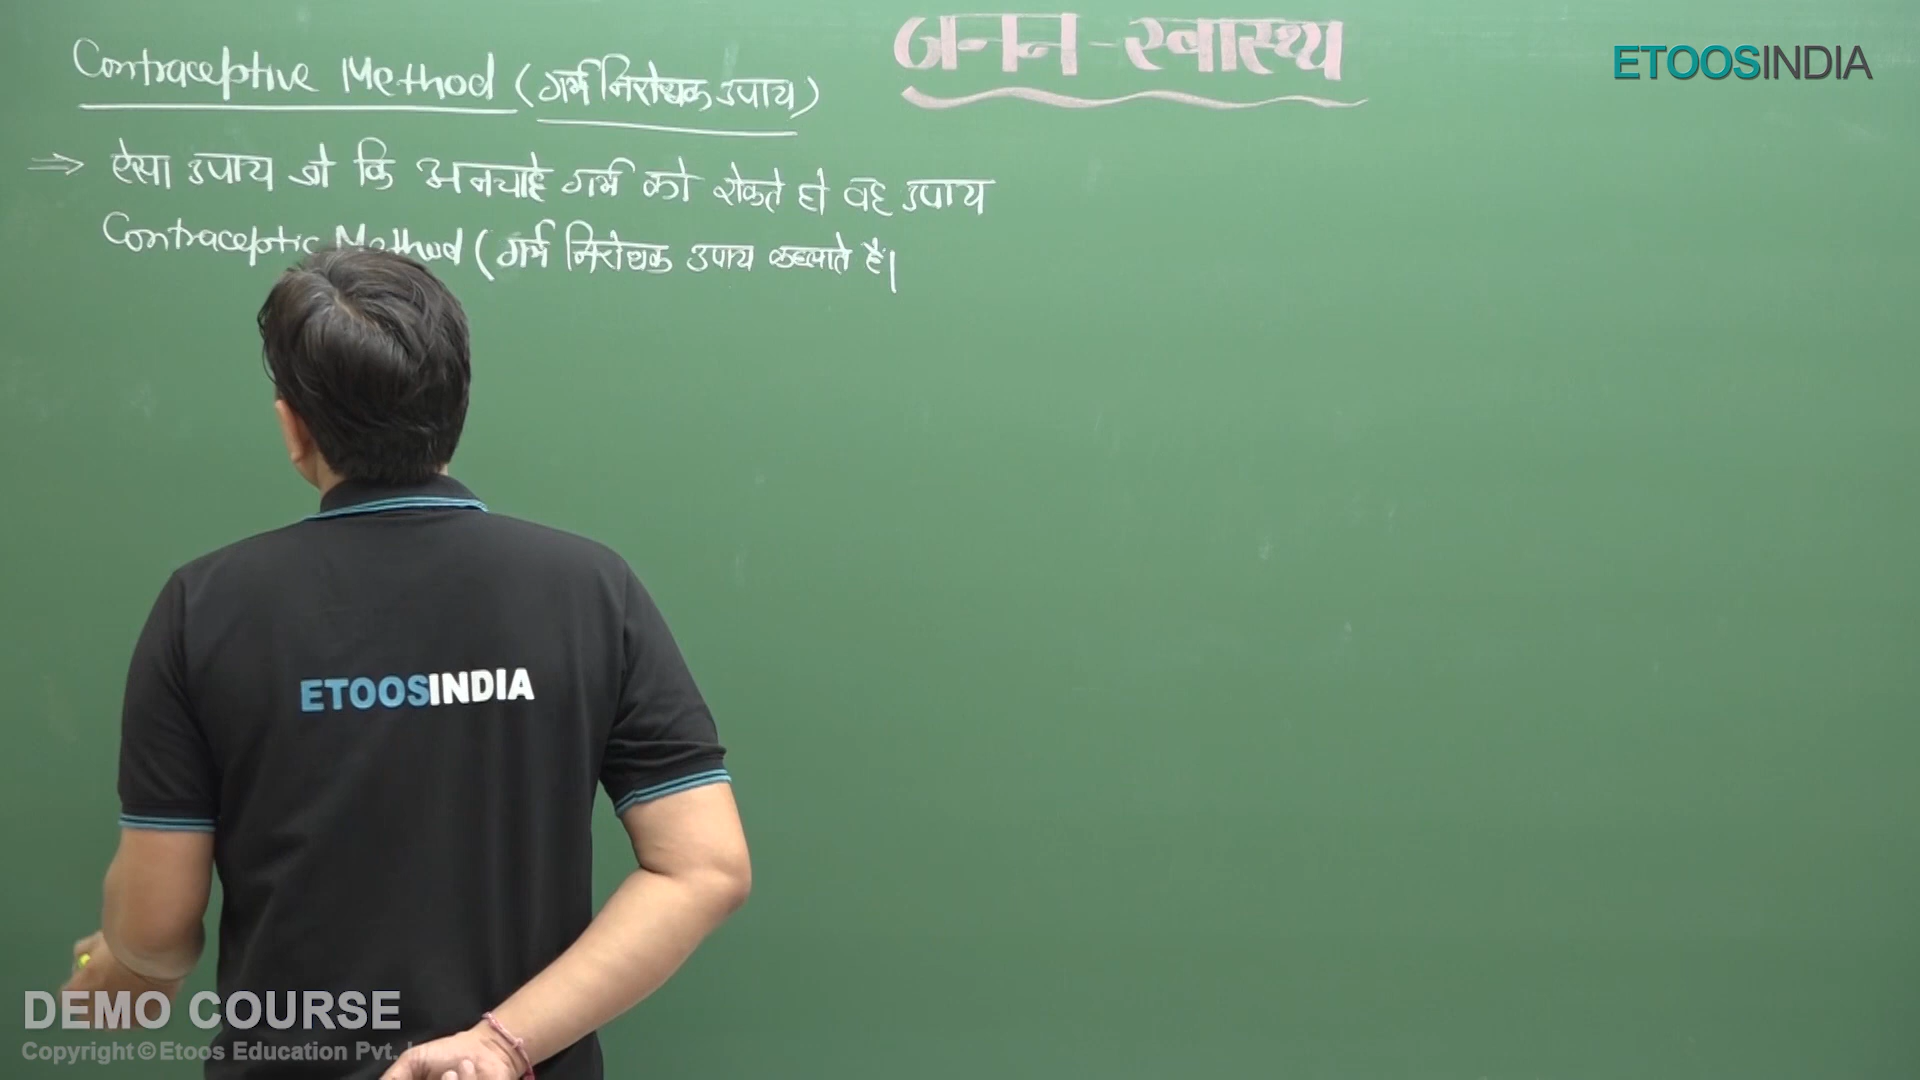 जनन-स्वास्थ्य
ETOOSINDIA
Contraceptive Method (गर्भ निरोधक उपाय)
⇒ ऐसा उपाय जो कि अनचाहे गर्भ को रोकते हो वह उपाय
Contraceptic Method (गर्भ निरोधक उपाय कहलाते है।
ETOOSINDIA
DEMO COURSE
Copyright © Etoos Education Pvt.